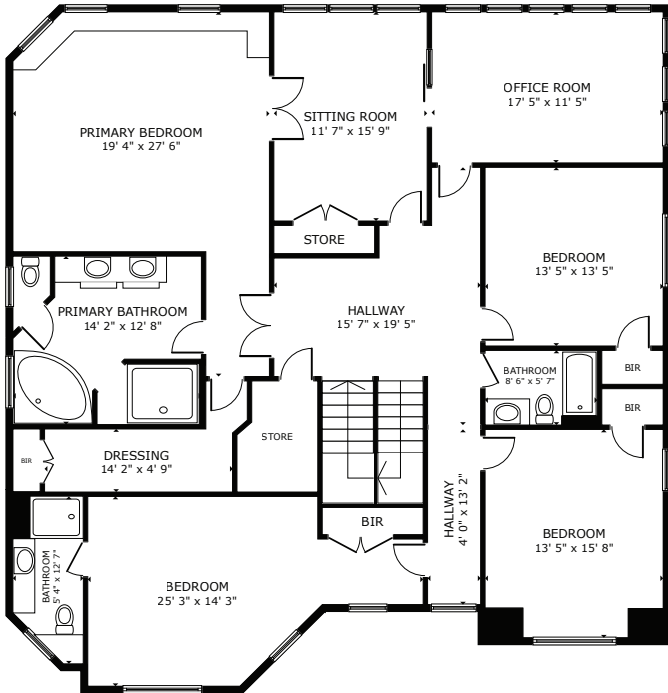 OFFICE ROOM
17' 5" x 11' 5"
SITTING ROOM
11' 7" x 15' 9"
PRIMARY BEDROOM
19' 4" x 27' 6"
STORE
BEDROOM
13' 5" x 13' 5"
PRIMARY BATHROOM
14' 2" x 12' 8"
HALLWAY
15' 7" x 19' 5"
BATHROOM
8' 6" x 5' 7"
BIR
BIR
STORE
DRESSING
14' 2" x 4' 9"
BIR
HALLWAY
4' 0" x 13' 2"
BIR
BEDROOM
13' 5" x 15' 8"
BATHROOM
5' 4" x 12' 7"
BEDROOM
25' 3" x 14' 3"